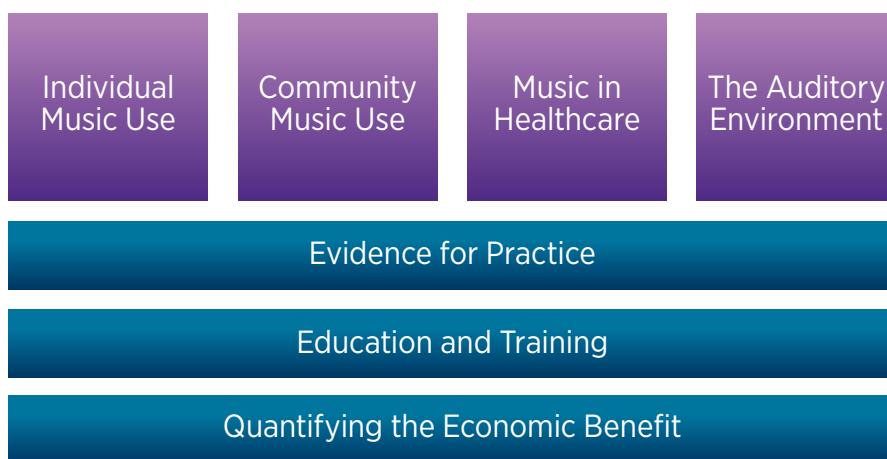 Individual
Music Use
Community
Music Use
Music in
Healthcare
The Auditory
Environment
Evidence for Practice
Education and Training
Quantifying the Economic Benefit